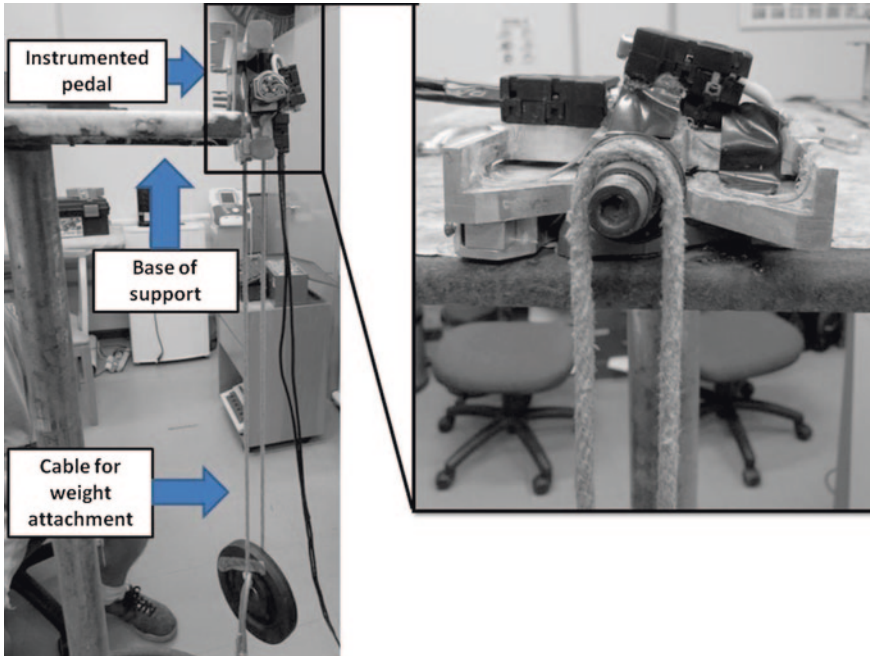 Instrumented
pedal
Base of
support
Cable for
weight
attachment